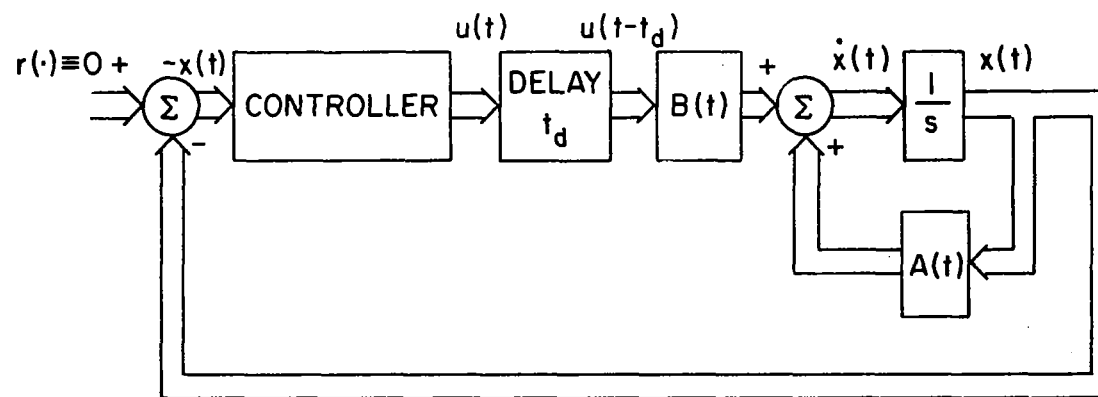 r(·)≡0 +
-x(t)
-
CONTROLLER
u(t)
DELAY
t_d
u(t-t_d)
B(t)
+
Σ
Σ
+
ẋ(t)
1
s
x(t)
A(t)